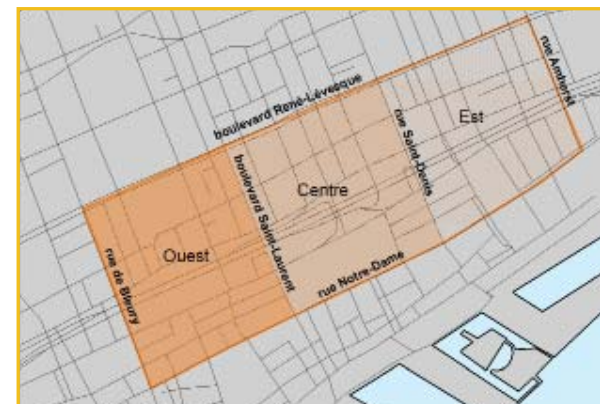 boulevard René-Lévesque
rue Amherst
rue Saint-Denis
Est
boulevard Saint-Laurent
Centre
Ouest
rue de Bleury
rue Notre-Dame